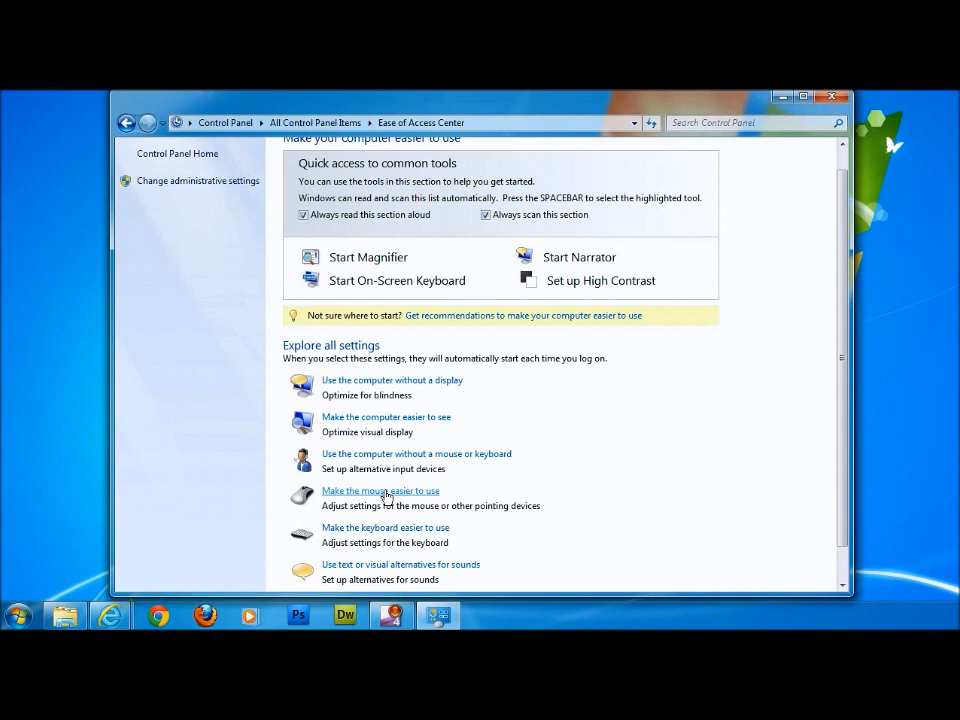 Control Panel
All Control Panel Items
Ease of Access Center
Search Control Panel
Control Panel Home
Change administrative settings
Make your computer easier to use
Quick access to common tools
You can use the tools in this section to help you get started.
Windows can read and scan this list automatically. Press the SPACEBAR to select the highlighted tool.
Always read this section aloud
Always scan this section
Start Magnifier
Start Narrator
Start On-Screen Keyboard
Set up High Contrast
Not sure where to start? Get recommendations to make your computer easier to use
Explore all settings
When you select these settings, they will automatically start each time you log on.
Use the computer without a display
Optimize for blindness
Make the computer easier to see
Optimize visual display
Use the computer without a mouse or keyboard
Set up alternative input devices
Make the mouse easier to use
Adjust settings for the mouse or other pointing devices
Make the keyboard easier to use
Adjust settings for the keyboard
Use text or visual alternatives for sounds
Set up alternatives for sounds
Ps
Dw
4